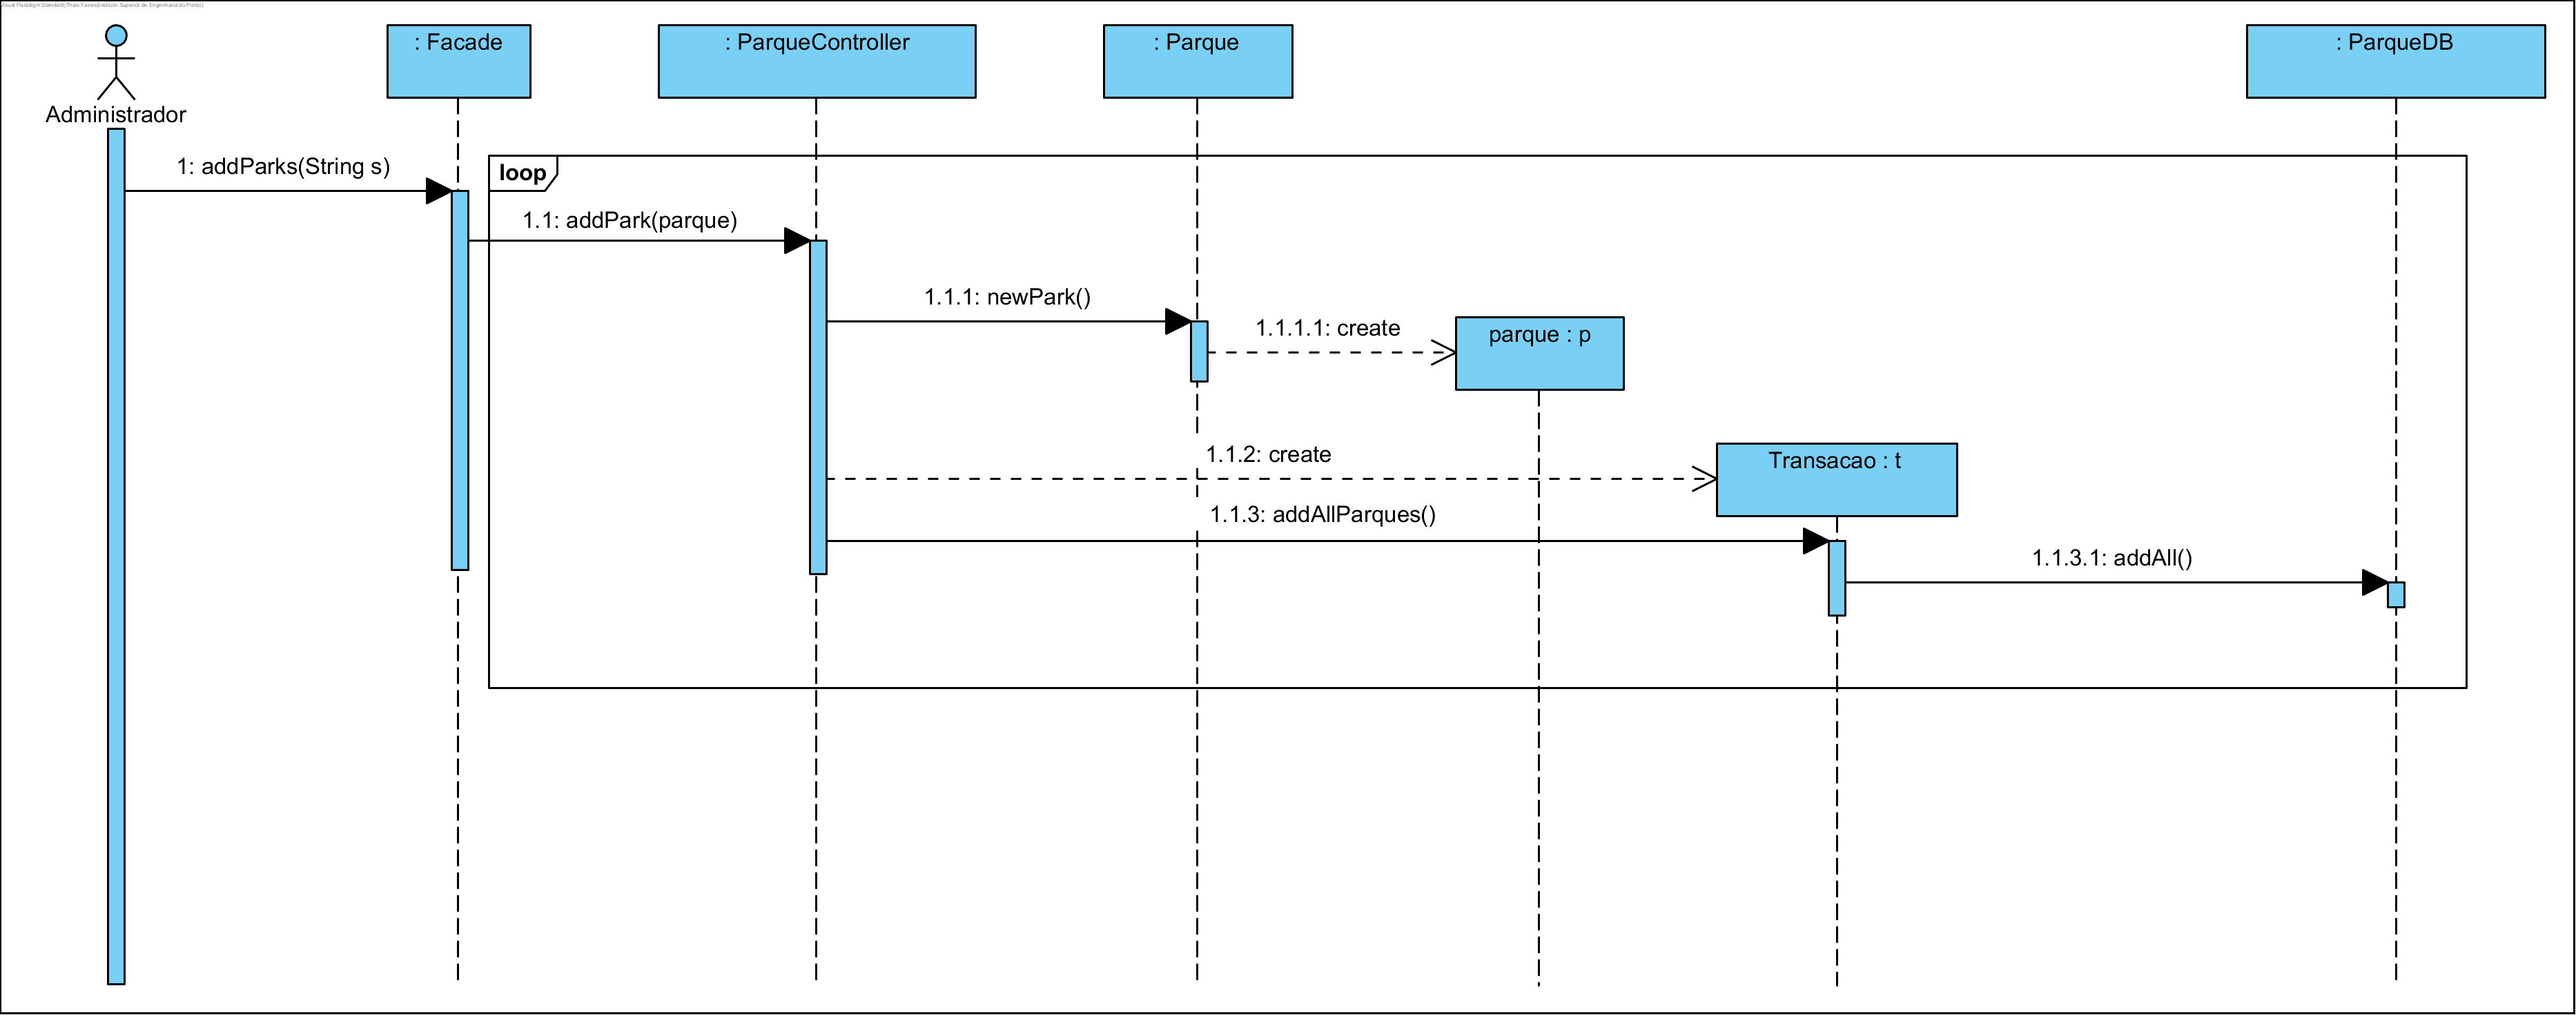 Visual Paradigm Standard(Thais Farias(Instituto Superior de Engenharia do Porto))
: Facade
: ParqueController
: Parque
: ParqueDB
Administrador
1: addParks(String s)
loop
1.1: addPark(parque)
1.1.1: newPark()
1.1.1.1: create
parque : p
1.1.2: create
Transacao : t
1.1.3: addAllParques()
1.1.3.1: addAll()